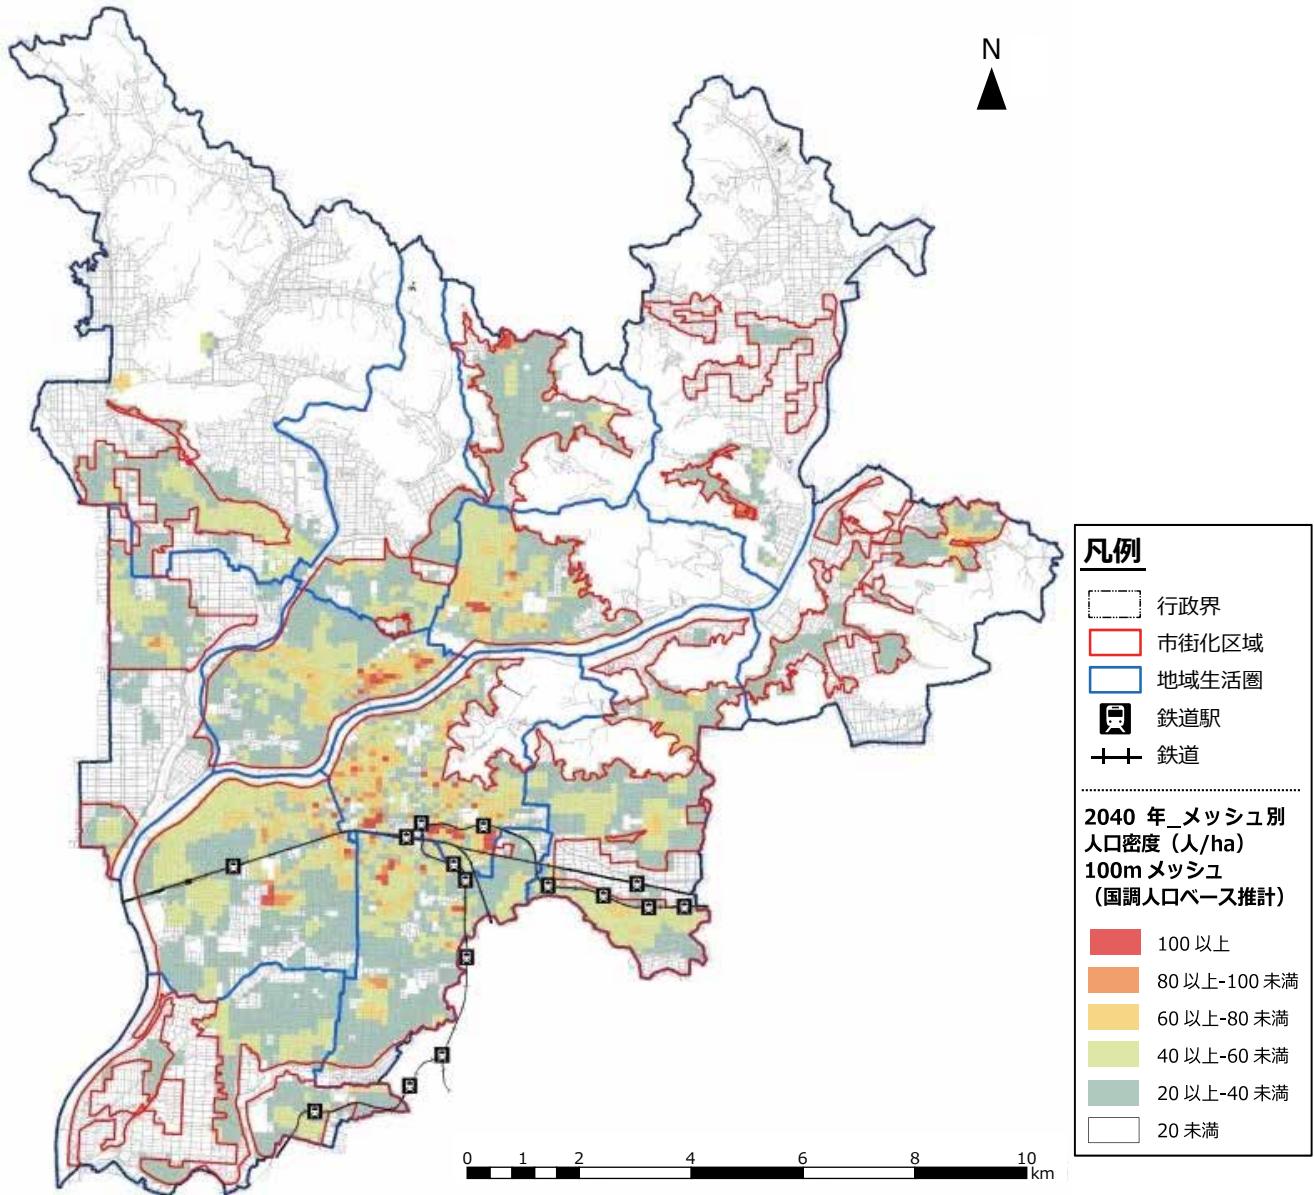 N
凡例
行政界
市街化区域
地域生活圏
鉄道駅
鉄道
2040 年_メッシュ別
人口密度（人/ha）
100m メッシュ
（国調人口ベース推計）
100 以上
80 以上-100 未満
60 以上-80 未満
40 以上-60 未満
20 以上-40 未満
20 未満
0 1 2 4 6 8 10
km